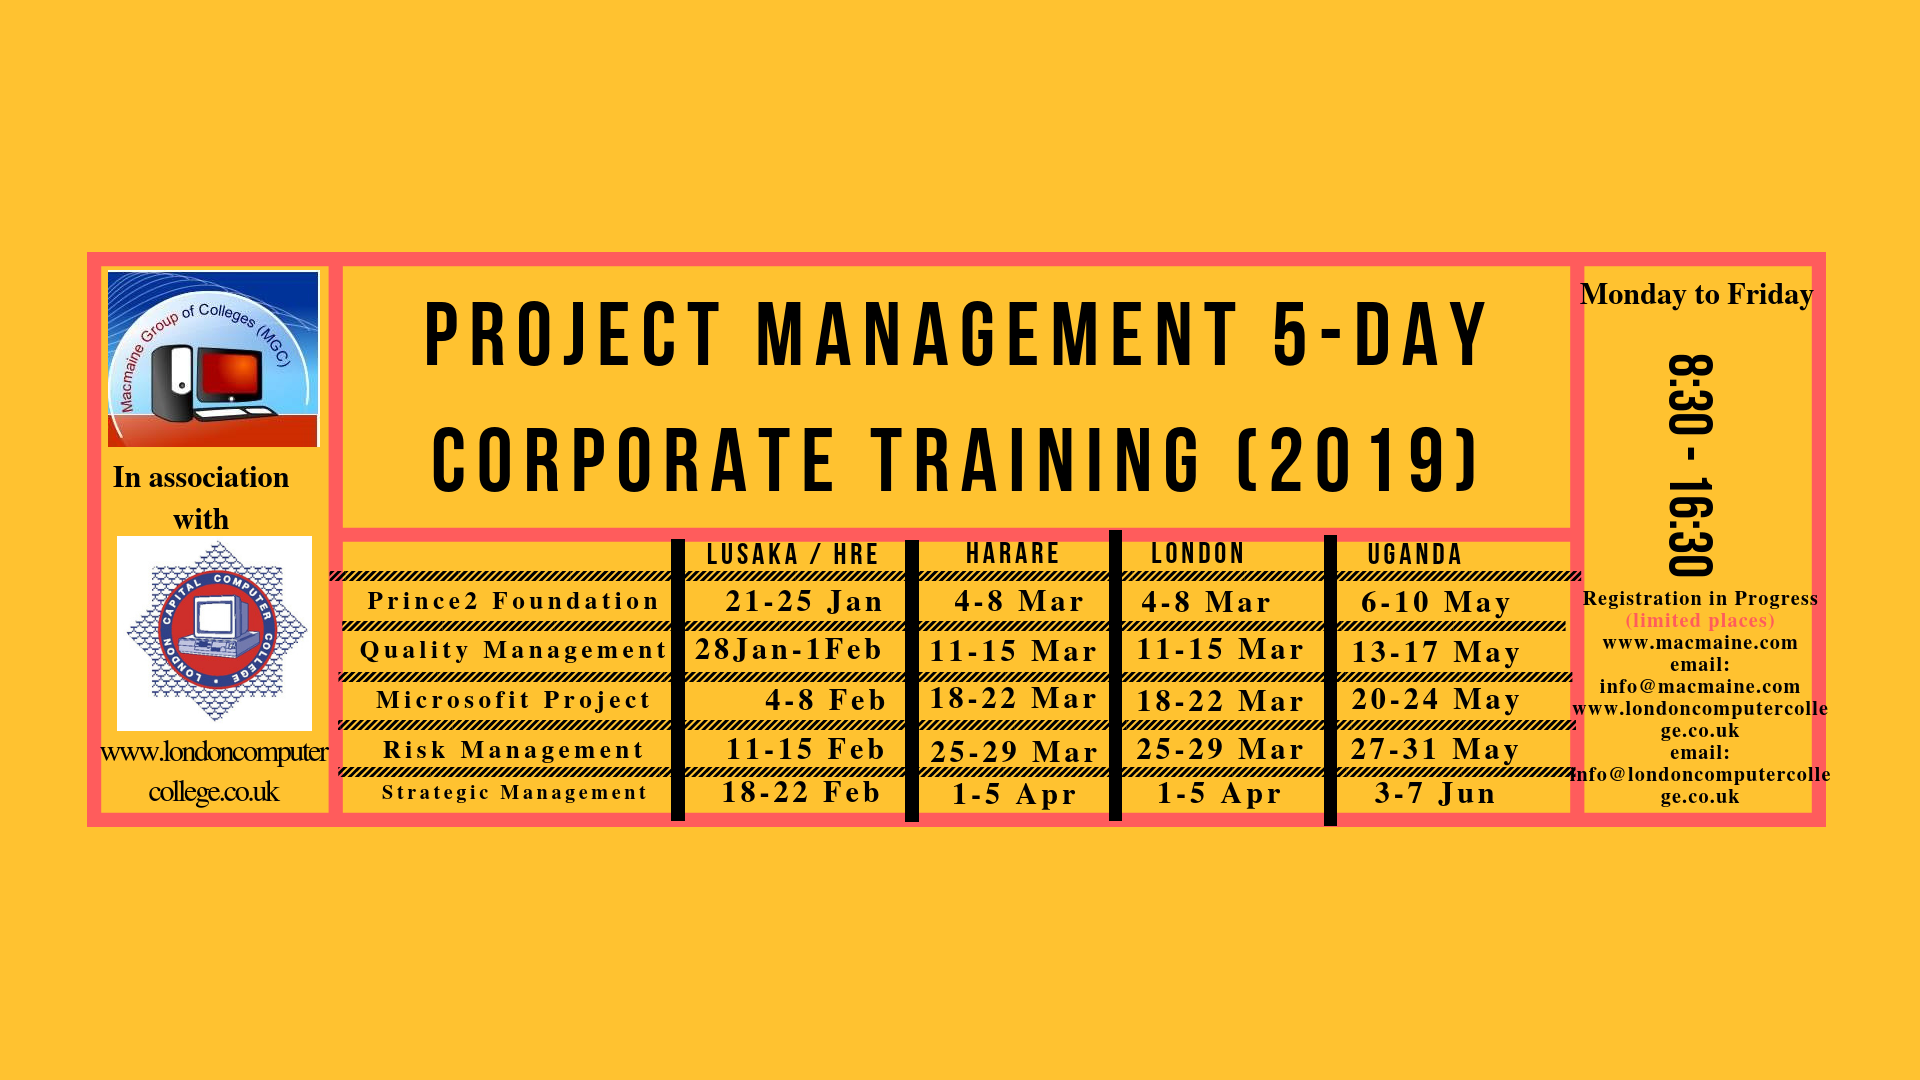 Macmaine Group of Colleges (MGC)
In association
with
LONDON CAPITAL COMPUTER COLLEGE
www.londoncomputer
college.co.uk
PROJECT MANAGEMENT 5-DAY
CORPORATE TRAINING (2019)
LUSAKA / HRE HARARE LONDON UGANDA
Prince2 Foundation 21-25 Jan 4-8 Mar 4-8 Mar 6-10 May
Quality Management 28Jan-1Feb 11-15 Mar 11-15 Mar 13-17 May
Microsofit Project 4-8 Feb 18-22 Mar 18-22 Mar 20-24 May
Risk Management 11-15 Feb 25-29 Mar 25-29 Mar 27-31 May
Strategic Management 18-22 Feb 1-5 Apr 1-5 Apr 3-7 Jun
Monday to Friday
8:30 - 16:30
Registration in Progress
(limited places)
www.macmaine.com
email:
info@macmaine.com
www.londoncomputercolle
ge.co.uk
email:
info@londoncomputercolle
ge.co.uk